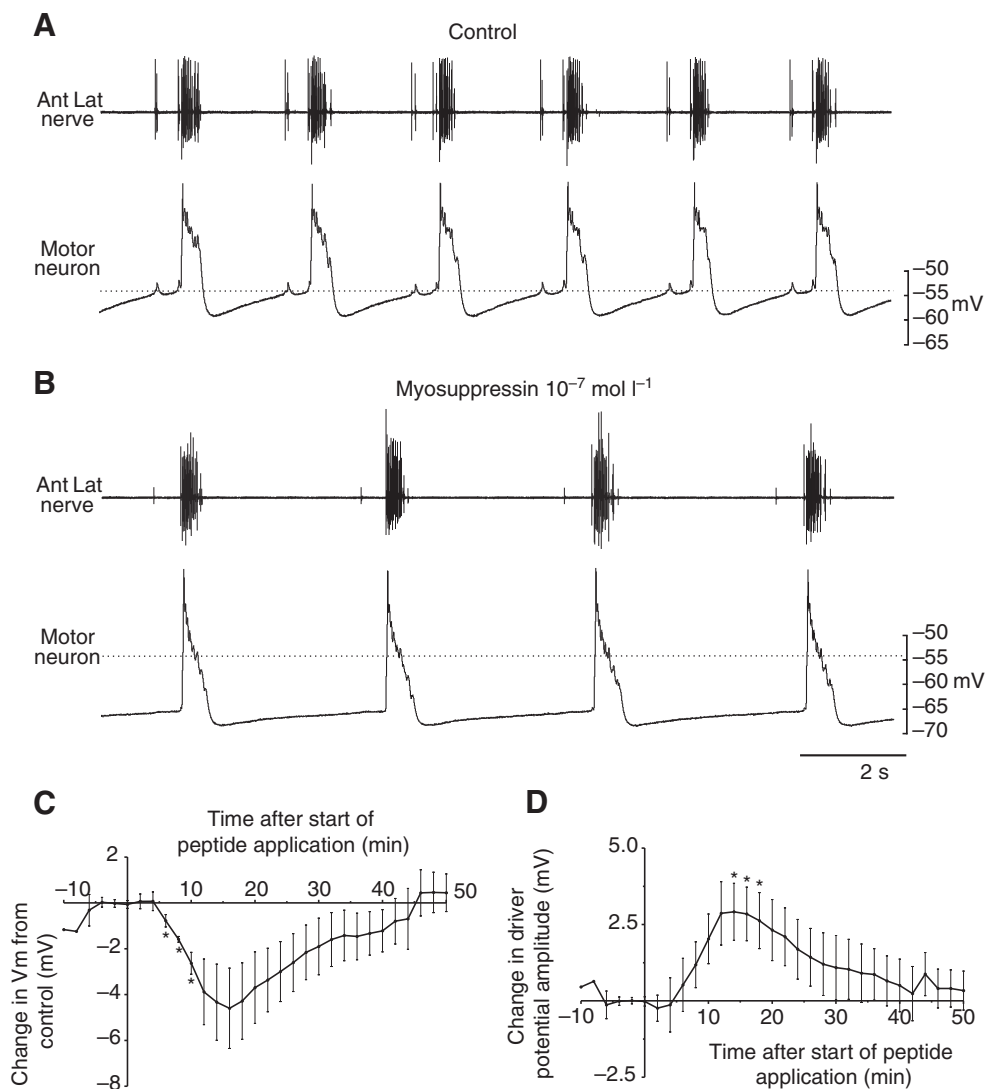 A
Control
Ant Lat
nerve
Motor
neuron
–50
–55
mV
–60
–65
B
Myosuppressin 10⁻⁷ mol l⁻¹
Ant Lat
nerve
Motor
neuron
–50
–55
–60 mV
–65
–70
2 s
C
Time after start of
peptide application (min)
Change in Vm from
control (mV)
2
–10 10 20 30 40 50
–2
*
*
*
–4
–6
–8
D
Change in driver
potential amplitude (mV)
5.0
* * *
2.5
–10 10 20 30 40 50
–2.5
Time after start of peptide
application (min)